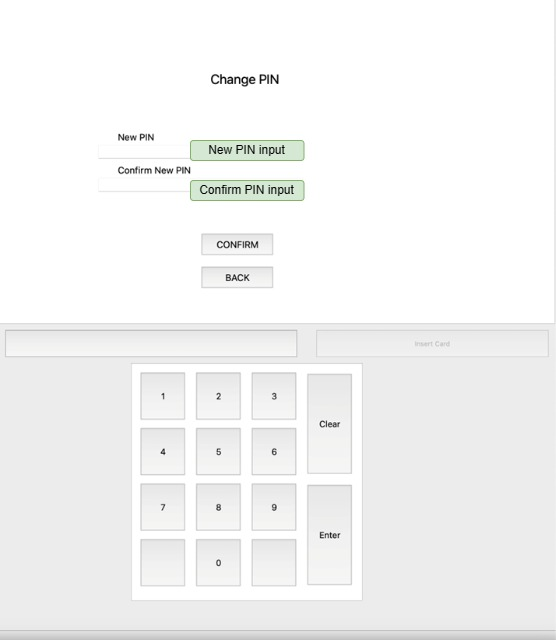 Change PIN
New PIN
New PIN input
Confirm New PIN
Confirm PIN input
CONFIRM
BACK
Insert Card
1 2 3
Clear
4 5 6
7 8 9
Enter
0